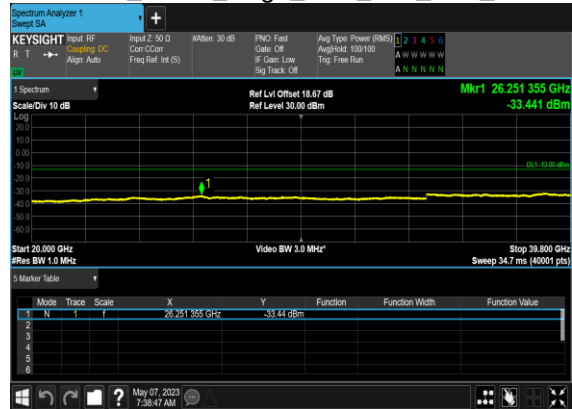 Spectrum Analyzer 1
Swept SA
+
KEYSIGHT
R T
Input: RF
Coupling: DC
Align: Auto
Input Z: 50 Ω
Corr CCorr
Freq Ref: Int (S)
#Atten: 30 dB
PNO: Fast
Gate: Off
IF Gain: Low
Sig Track: Off
Avg Type: Power (RMS)
Avg|Hold: 100/100
Trig: Free Run
1 2 3 4 5 6
A W W W W W
A N N N N N
1 Spectrum
Scale/Div 10 dB
Ref Lvl Offset 18.67 dB
Ref Level 30.00 dBm
Mkr1 26.251 355 GHz
-33.441 dBm
Log
20.0
10.0
0.00
-10.0
-20.0
-30.0
-40.0
-50.0
-60.0
DL1 -13.00 dBm
1
Start 20.000 GHz
#Res BW 1.0 MHz
Video BW 3.0 MHz*
Stop 39.800 GHz
Sweep 34.7 ms (40001 pts)
5 Marker Table
Mode Trace Scale X Y Function Function Width Function Value
1 N 1 f 26.251 355 GHz -33.44 dBm
2
3
4
5
6
? May 07, 2023
7:38:47 AM